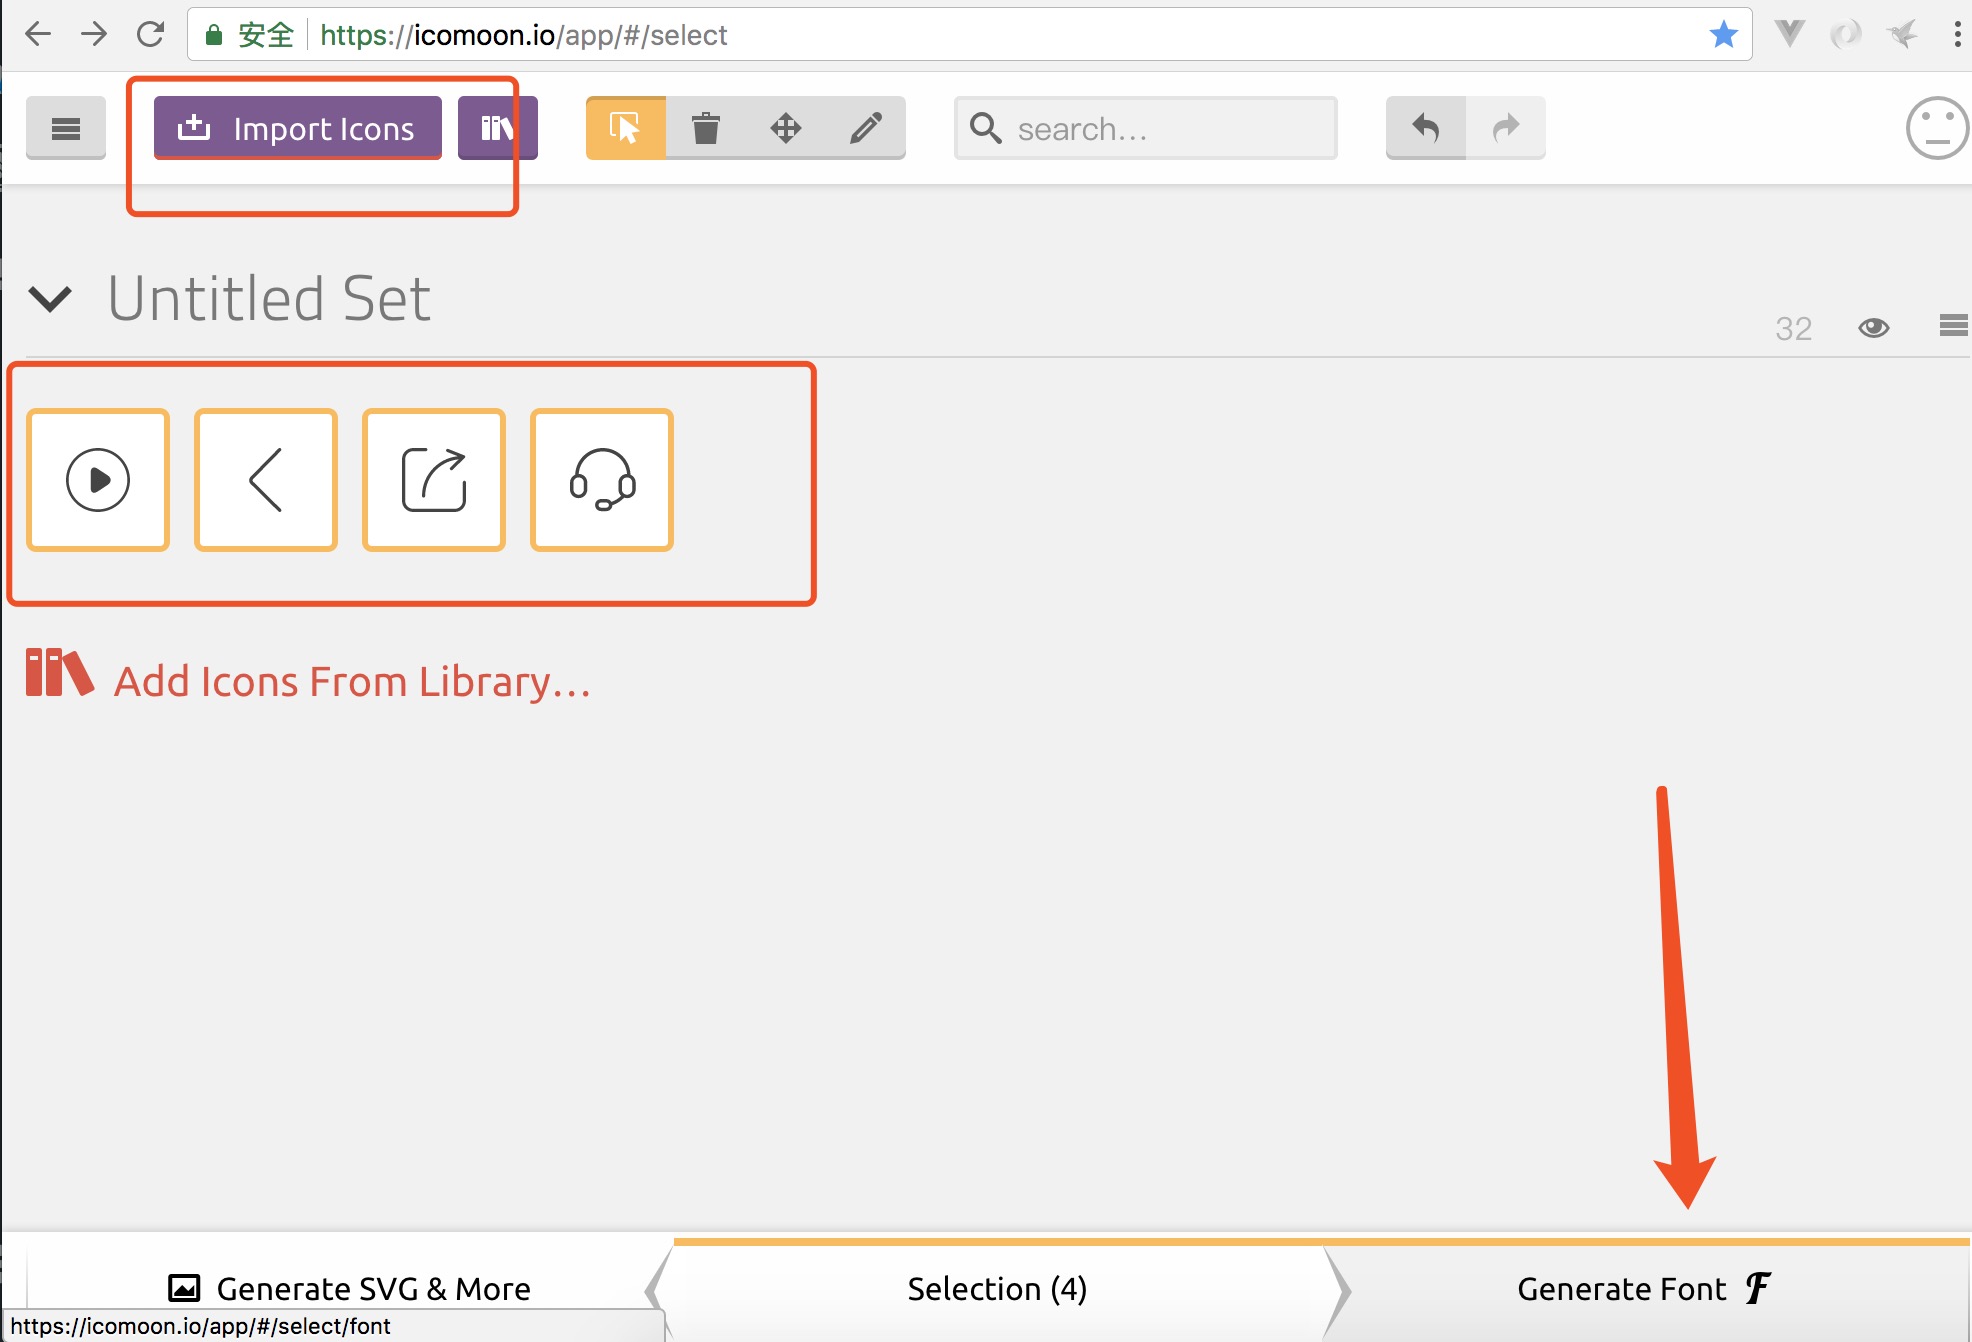 安全 https://icomoon.io/app/#/select
Import Icons
search...
Untitled Set
32
Add Icons From Library...
Generate SVG & More
Selection (4)
Generate Font
https://icomoon.io/app/#/select/font